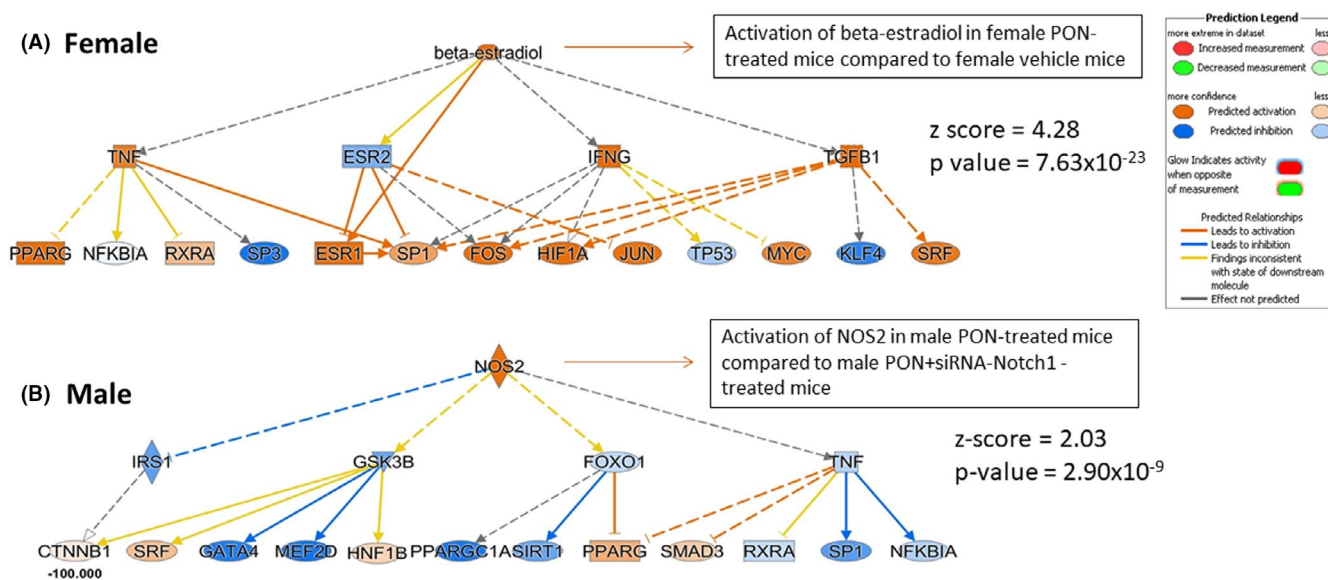 (A) Female
beta-estradiol
Activation of beta-estradiol in female PON-
treated mice compared to female vehicle mice
z score = 4.28
p value = 7.63x10-23
TNF ESR2 IFNG TGFB1
PPARG NFKBIA RXRA SP3 ESR1 SP1 FOS HIF1A JUN TP53 MYC KLF4 SRF
Prediction Legend
more extreme in dataset less
Increased measurement
Decreased measurement
more confidence less
Predicted activation
Predicted inhibition
Glow Indicates activity
when opposite
of measurement
Predicted Relationships
Leads to activation
Leads to inhibition
Findings inconsistent
with state of downstream
molecule
Effect not predicted
(B) Male
NOS2
Activation of NOS2 in male PON-treated mice
compared to male PON+siRNA-Notch1 -
treated mice
z-score = 2.03
p-value = 2.90x10-9
IRS1 GSK3B FOXO1 TNF
CTNNB1 SRF GATA4 MEF2D HNF1B PPARGC1A SIRT1 PPARG SMAD3 RXRA SP1 NFKBIA
-100.000